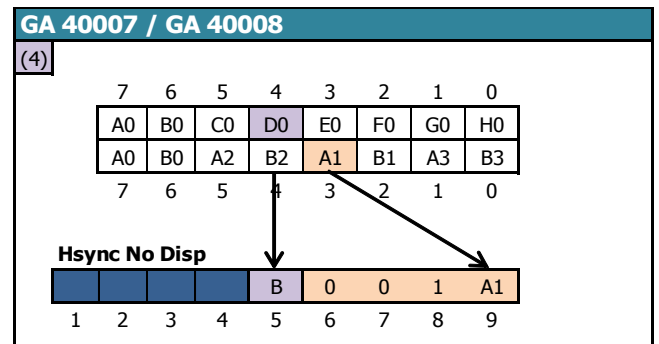 GA 40007 / GA 40008
(4)
7 6 5 4 3 2 1 0
A0 B0 C0 D0 E0 F0 G0 H0
A0 B0 A2 B2 A1 B1 A3 B3
7 6 5 4 3 2 1 0
Hsync No Disp
B 0 0 1 A1
1 2 3 4 5 6 7 8 9